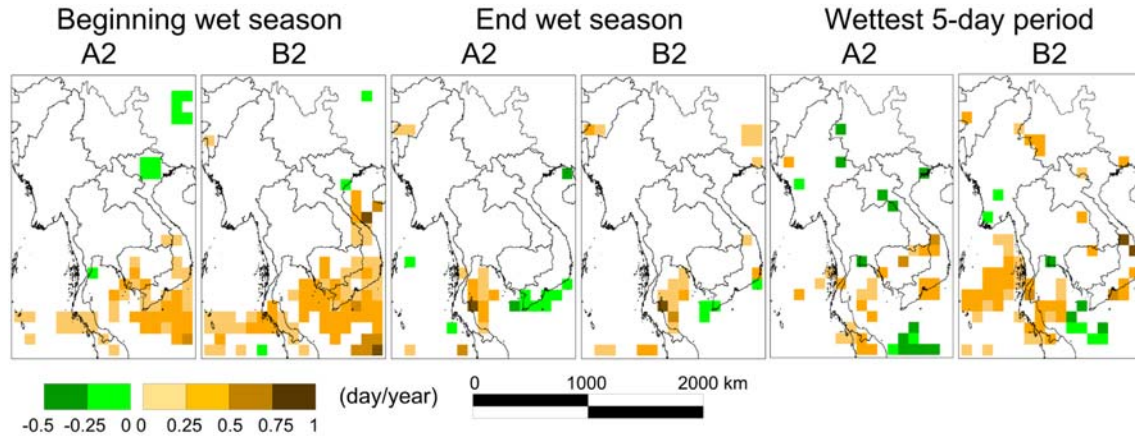 Beginning wet season End wet season Wettest 5-day period
A2 B2 A2 B2 A2 B2
(day/year) 0 1000 2000 km
-0.5 -0.25 0 0 0.25 0.5 0.75 1